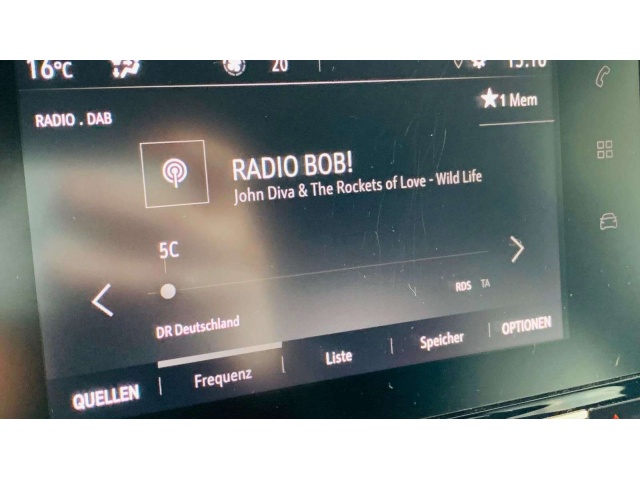 16°C 20
★1 Mem
RADIO . DAB
RADIO BOB!
John Diva & The Rockets of Love - Wild Life
5C
RDS TA
DR Deutschland
QUELLEN Frequenz Liste Speicher OPTIONEN